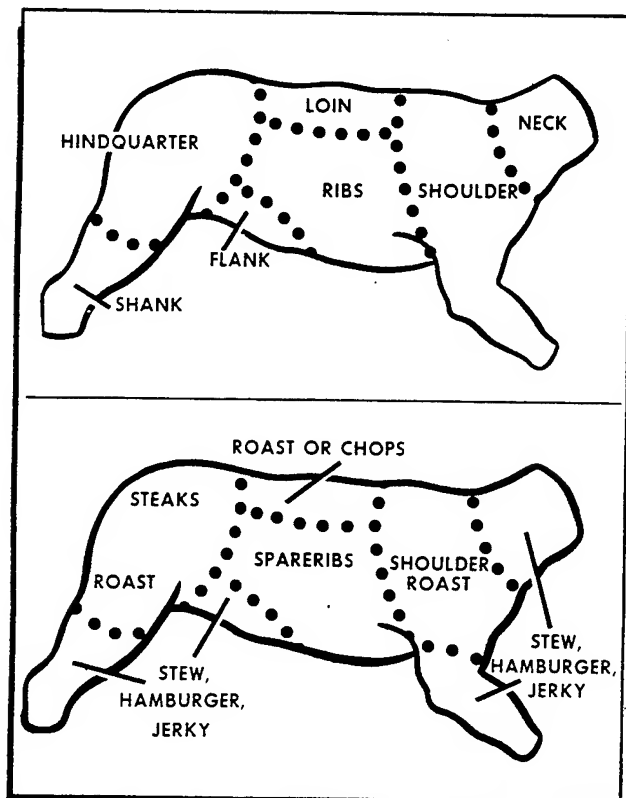 LOIN
NECK
HINDQUARTER
RIBS
SHOULDER
FLANK
SHANK
ROAST OR CHOPS
STEAKS
SPARERIBS
SHOULDER
ROAST
ROAST
STEW,
HAMBURGER,
JERKY
STEW,
HAMBURGER,
JERKY